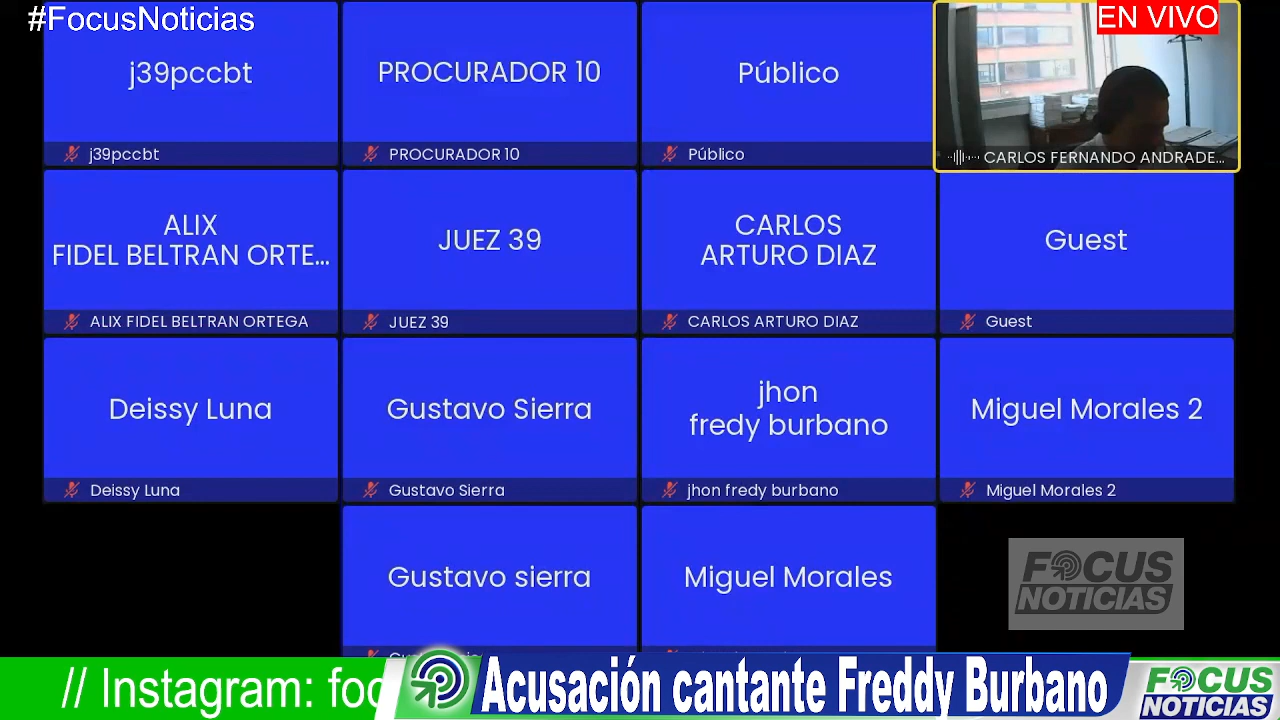 #FocusNoticias
EN VIVO
j39pccbt
PROCURADOR 10
Público
j39pccbt
PROCURADOR 10
Público
CARLOS FERNANDO ANDRADE...
ALIX
FIDEL BELTRAN ORTE...
JUEZ 39
CARLOS
ARTURO DIAZ
Guest
ALIX FIDEL BELTRAN ORTEGA
JUEZ 39
CARLOS ARTURO DIAZ
Guest
Deissy Luna
Gustavo Sierra
jhon
fredy burbano
Miguel Morales 2
Deissy Luna
Gustavo Sierra
jhon fredy burbano
Miguel Morales 2
Gustavo sierra
Miguel Morales
FOCUS
NOTICIAS
// Instagram: foc
Acusación cantante Freddy Burbano
FOCUS
NOTICIAS